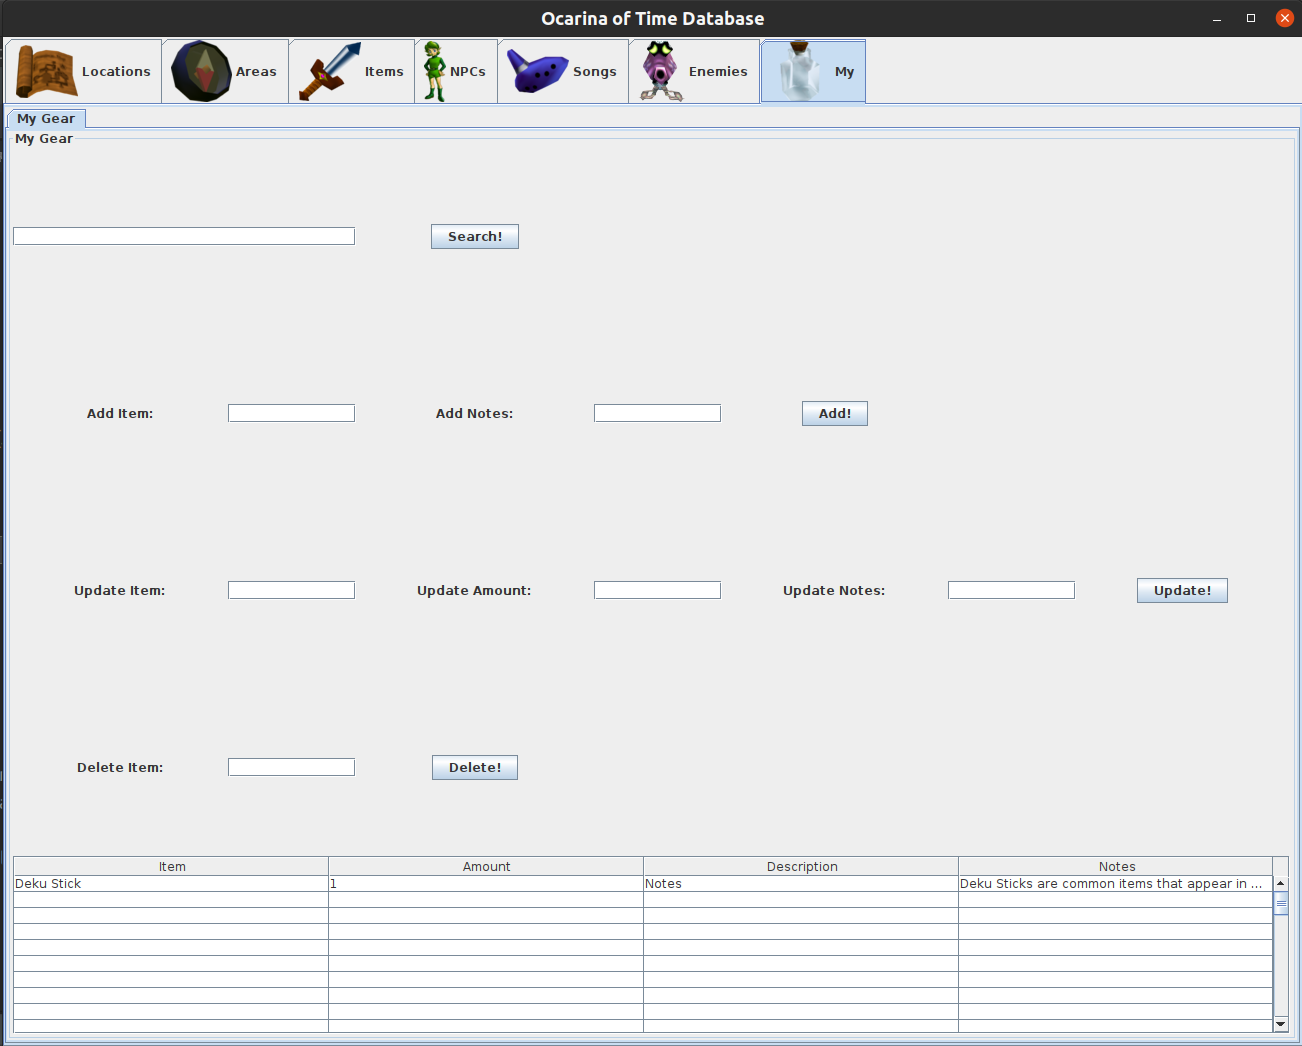 Ocarina of Time Database
Locations Areas Items NPCs Songs Enemies My
My Gear
My Gear
Search!
Add Item: Add Notes: Add!
Update Item: Update Amount: Update Notes: Update!
Delete Item: Delete!
Item Amount Description Notes
Deku Stick 1 Notes Deku Sticks are common items that appear in ...